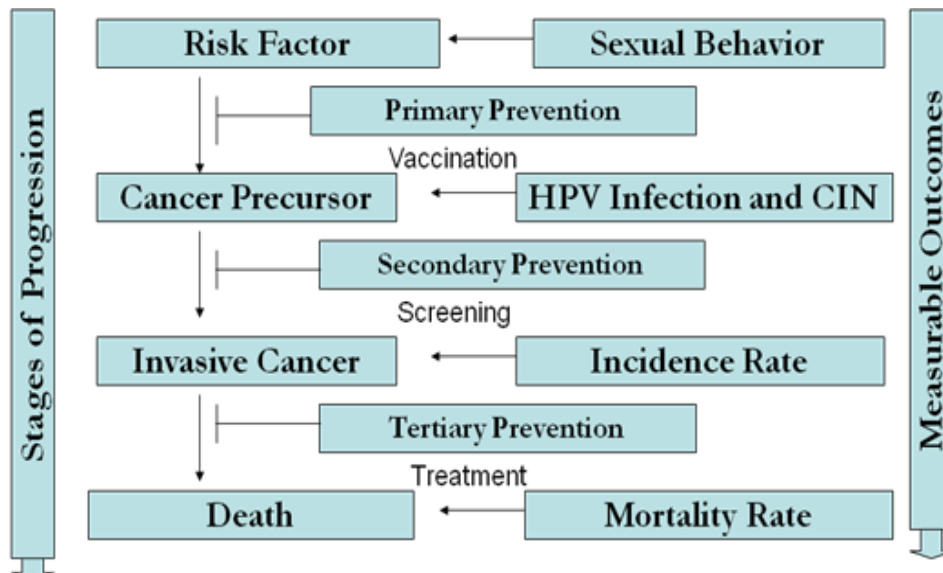 Stages of Progression
Measurable Outcomes
Risk Factor
Sexual Behavior
Primary Prevention
Vaccination
Cancer Precursor
HPV Infection and CIN
Secondary Prevention
Screening
Invasive Cancer
Incidence Rate
Tertiary Prevention
Treatment
Death
Mortality Rate